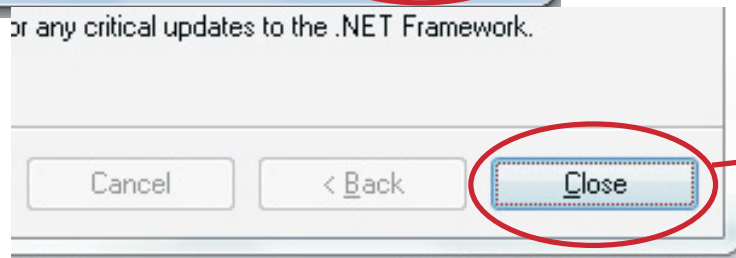 or any critical updates to the .NET Framework.
Cancel
< Back
Close